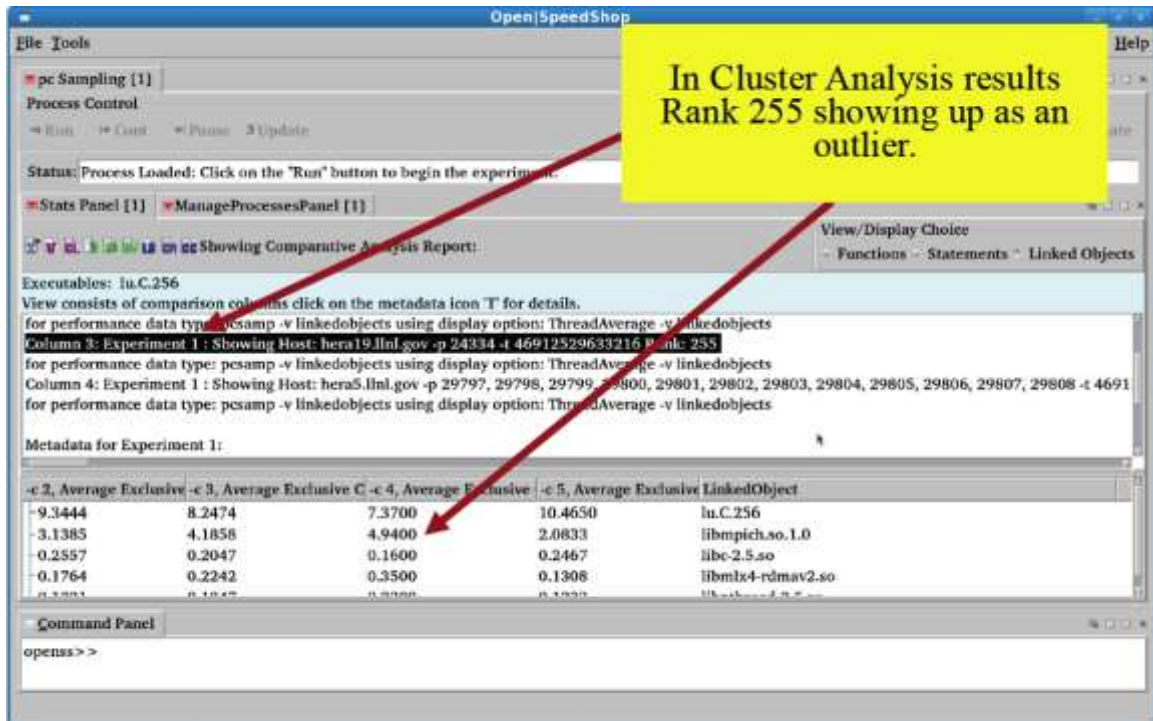 Open|SpeedShop
File Tools
Help
In Cluster Analysis results
Rank 255 showing up as an
outlier.
pc Sampling [1]
Process Control
Run Cont Pause Update
Status: Process Loaded: Click on the "Run" button to begin the experiment.
Stats Panel [1] ManageProcessesPanel [1]
Showing Comparative Analysis Report:
View/Display Choice
Functions Statements Linked Objects
Executables: lu.C.256
View consists of comparison columns click on the metadata icon 'I' for details.
for performance data type: pcsamp -v linkedobjects using display option: ThreadAverage -v linkedobjects
Column 3: Experiment 1 : Showing Host: hera19.llnl.gov -p 24334 -t 46912529633216 Rank: 255
for performance data type: pcsamp -v linkedobjects using display option: ThreadAverage -v linkedobjects
Column 4: Experiment 1 : Showing Host: hera5.llnl.gov -p 29797, 29798, 29799, 29800, 29801, 29802, 29803, 29804, 29805, 29806, 29807, 29808 -t 4691
for performance data type: pcsamp -v linkedobjects using display option: ThreadAverage -v linkedobjects
Metadata for Experiment 1:
-c 2, Average Exclusive -c 3, Average Exclusive C -c 4, Average Exclusive -c 5, Average Exclusive LinkedObject
9.3444 8.2474 7.3700 10.4650 lu.C.256
3.1385 4.1858 4.9400 2.0833 libmpich.so.1.0
0.2557 0.2047 0.1600 0.2467 libc-2.5.so
0.1764 0.2242 0.3500 0.1308 libmlx4-rdmav2.so
Command Panel
openss>>